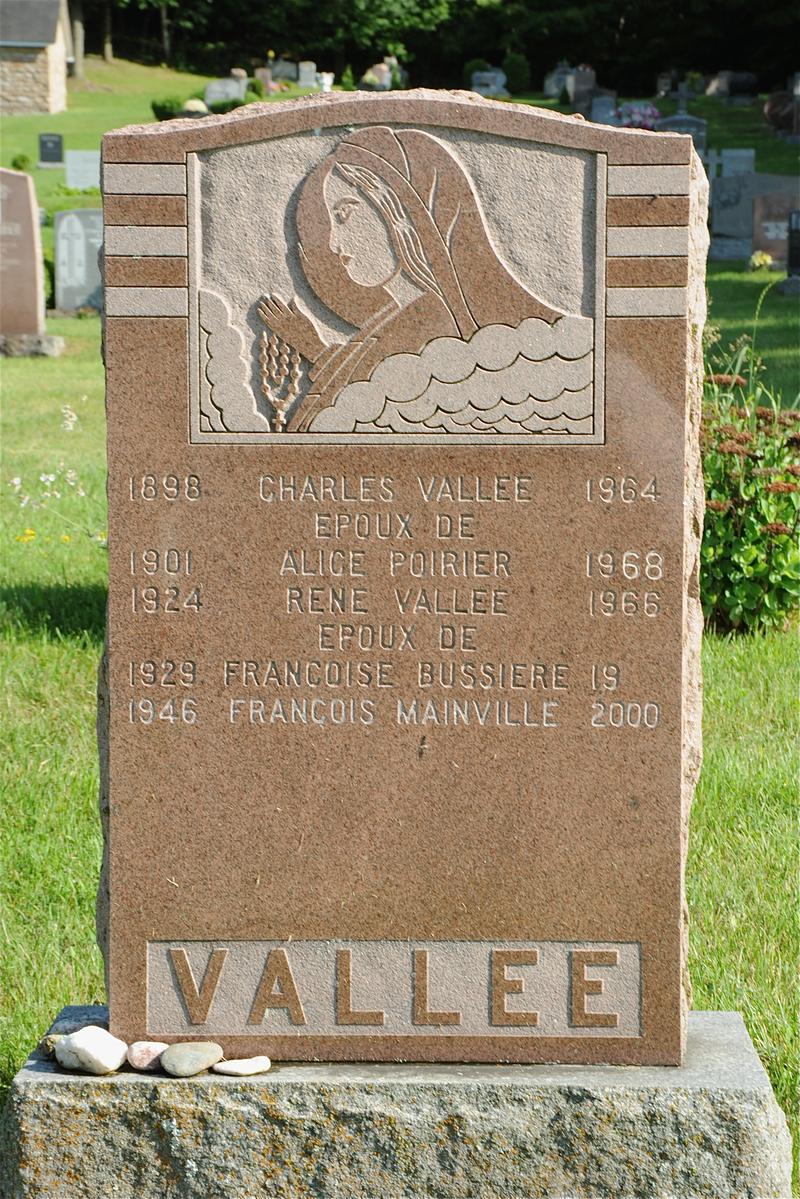 1898 CHARLES VALLEE 1964
EPOUX DE
1901 ALICE POIRIER 1968
1924 RENE VALLEE 1966
EPOUX DE
1929 FRANCOISE BUSSIERE 19
1946 FRANÇOIS MAINVILLE 2000
VALLEE